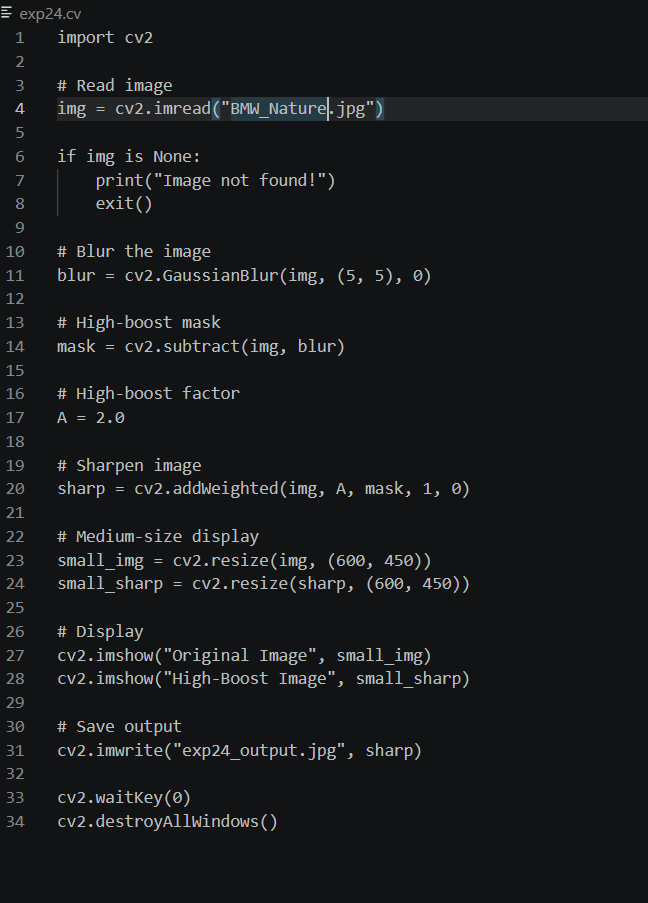 exp24.cv
1 import cv2
2
3 # Read image
4 img = cv2.imread("BMW_Nature.jpg")
5
6 if img is None:
7     print("Image not found!")
8     exit()
9
10 # Blur the image
11 blur = cv2.GaussianBlur(img, (5, 5), 0)
12
13 # High-boost mask
14 mask = cv2.subtract(img, blur)
15
16 # High-boost factor
17 A = 2.0
18
19 # Sharpen image
20 sharp = cv2.addWeighted(img, A, mask, 1, 0)
21
22 # Medium-size display
23 small_img = cv2.resize(img, (600, 450))
24 small_sharp = cv2.resize(sharp, (600, 450))
25
26 # Display
27 cv2.imshow("Original Image", small_img)
28 cv2.imshow("High-Boost Image", small_sharp)
29
30 # Save output
31 cv2.imwrite("exp24_output.jpg", sharp)
32
33 cv2.waitKey(0)
34 cv2.destroyAllWindows()